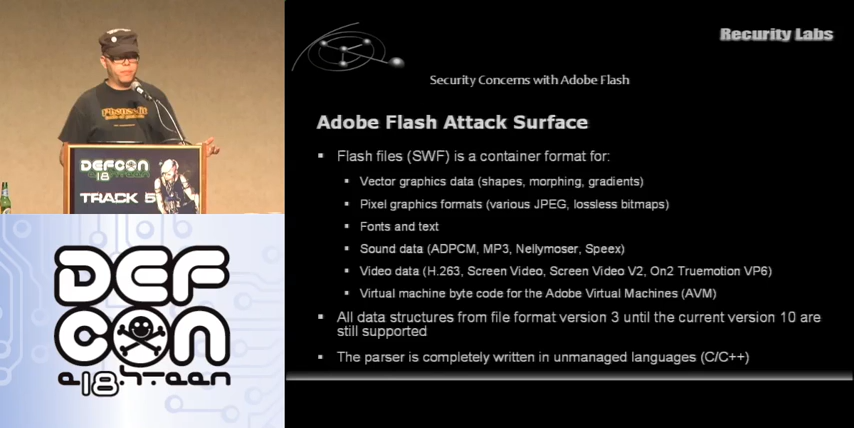 DEFCON
18
TRACK 5
DEF
CON
e18.h-teen
Recurity Labs
Security Concerns with Adobe Flash
Adobe Flash Attack Surface
Flash files (SWF) is a container format for:
Vector graphics data (shapes, morphing, gradients)
Pixel graphics formats (various JPEG, lossless bitmaps)
Fonts and text
Sound data (ADPCM, MP3, Nellymoser, Speex)
Video data (H.263, Screen Video, Screen Video V2, On2 Truemotion VP6)
Virtual machine byte code for the Adobe Virtual Machines (AVM)
All data structures from file format version 3 until the current version 10 are
still supported
The parser is completely written in unmanaged languages (C/C++)